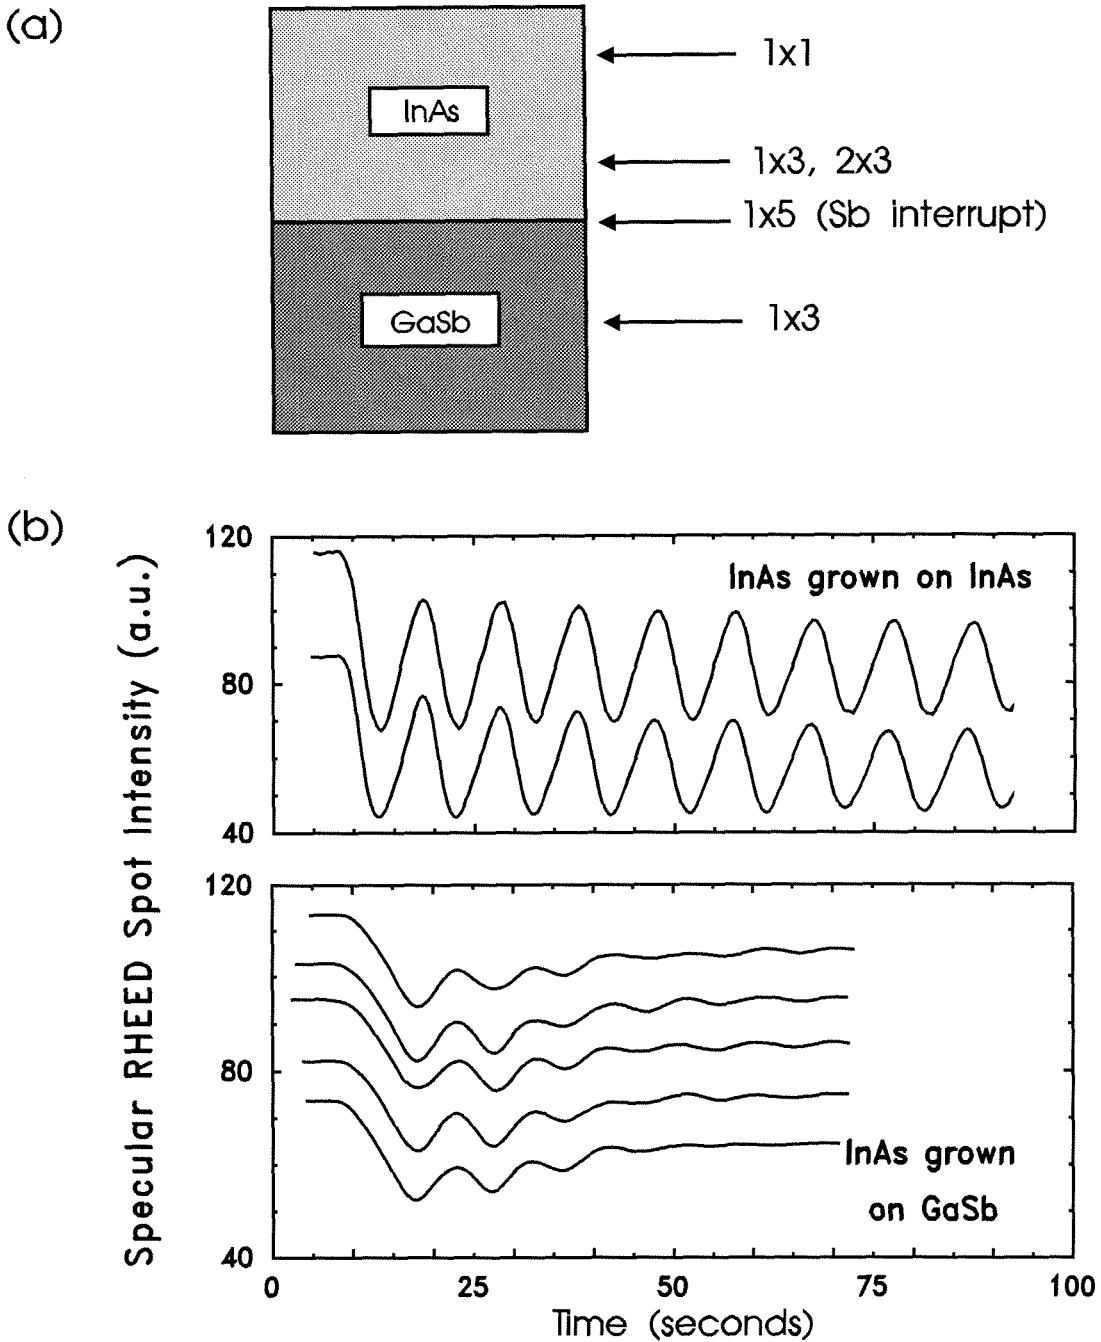 (a)
1x1
InAs
1x3, 2x3
1x5 (Sb interrupt)
GaSb
1x3
(b)
Specular RHEED Spot Intensity (a.u.)
120
80
40
InAs grown on InAs
120
80
40
InAs grown
on GaSb
0 25 50 75 100
Time (seconds)